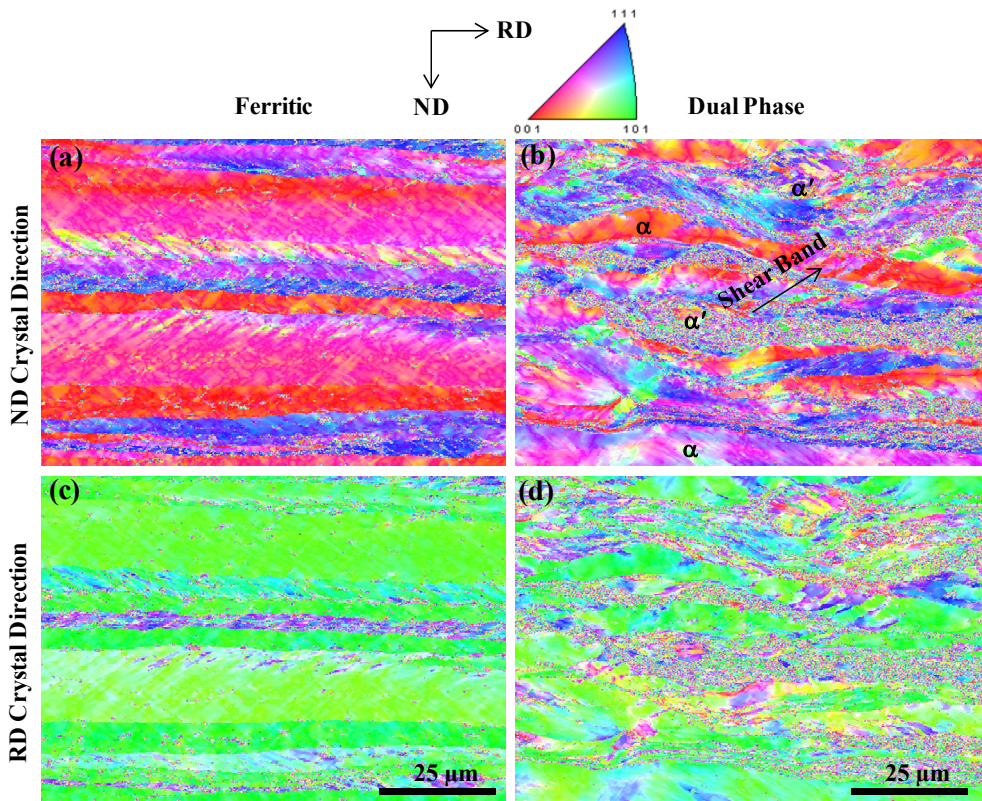 111
RD
Ferritic
ND
Dual Phase
001
101
ND Crystal Direction
(a)
(b)
α'
α
Shear Band
α'
α
RD Crystal Direction
(c)
(d)
25 μm
25 μm